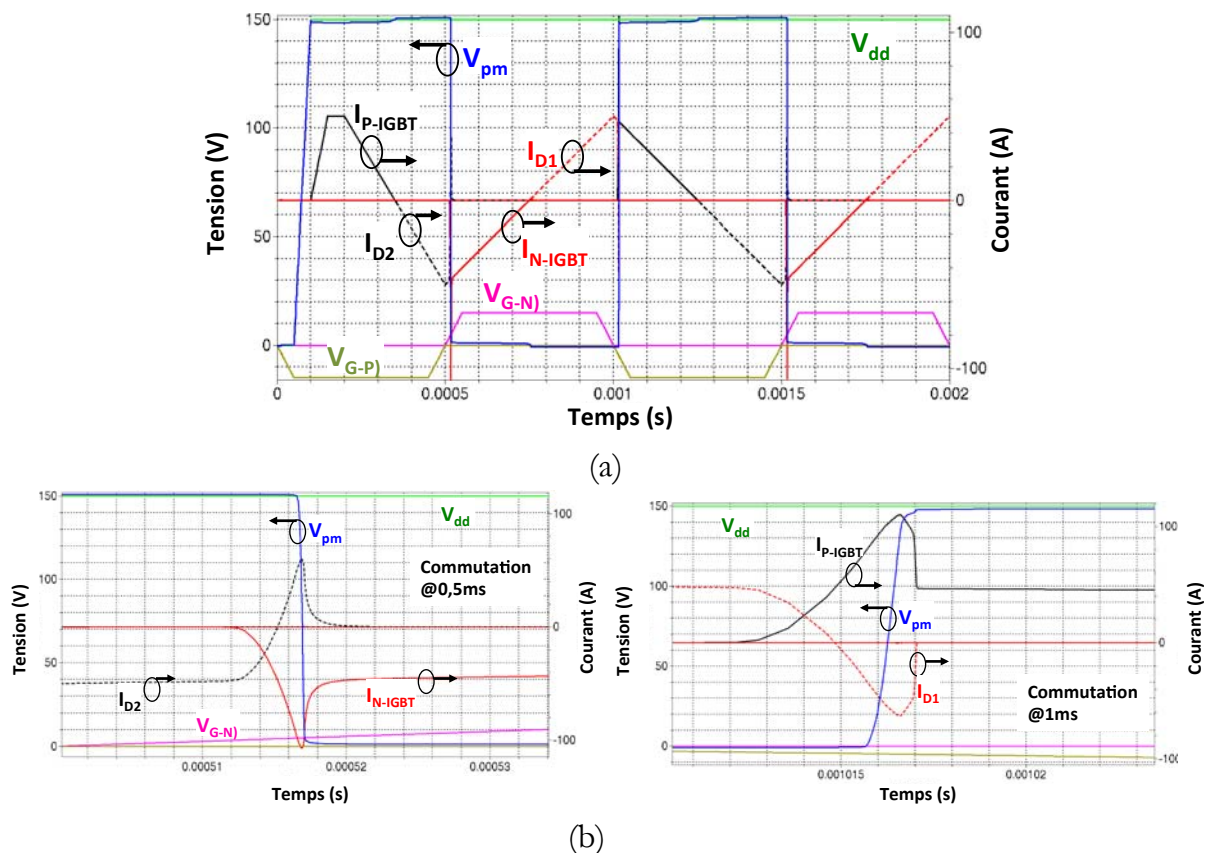 150
100
50
0
Tension (V)
100
0
-100
Courant (A)
V_pm
V_dd
I_P-IGBT
I_D1
I_D2
I_N-IGBT
V_G-N)
V_G-P)
0
0.0005
0.001
0.0015
0.002
Temps (s)
(a)
150
100
50
0
Tension (V)
V_dd
V_pm
Commutation
@0,5ms
I_D2
I_N-IGBT
V_G-N)
100
0
-100
Courant (A)
0.00051
0.00052
0.00053
Temps (s)
150
100
50
0
Tension (V)
V_dd
I_P-IGBT
V_pm
I_D1
Commutation
@1ms
100
0
-100
Courant (A)
0.001015
0.00102
Temps (s)
(b)